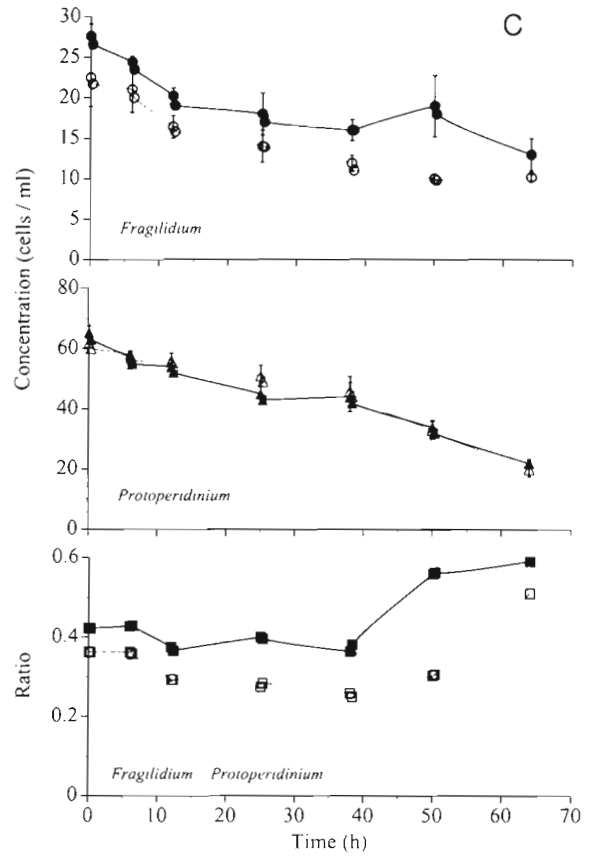 C
Concentration (cells / ml)
30
25
20
15
10
5
0
Fragilidium
80
60
40
20
0
Protoperidinium
Ratio
0.6
0.4
0.2
0
Fragilidium Protoperidinium
0 10 20 30 40 50 60 70
Time (h)